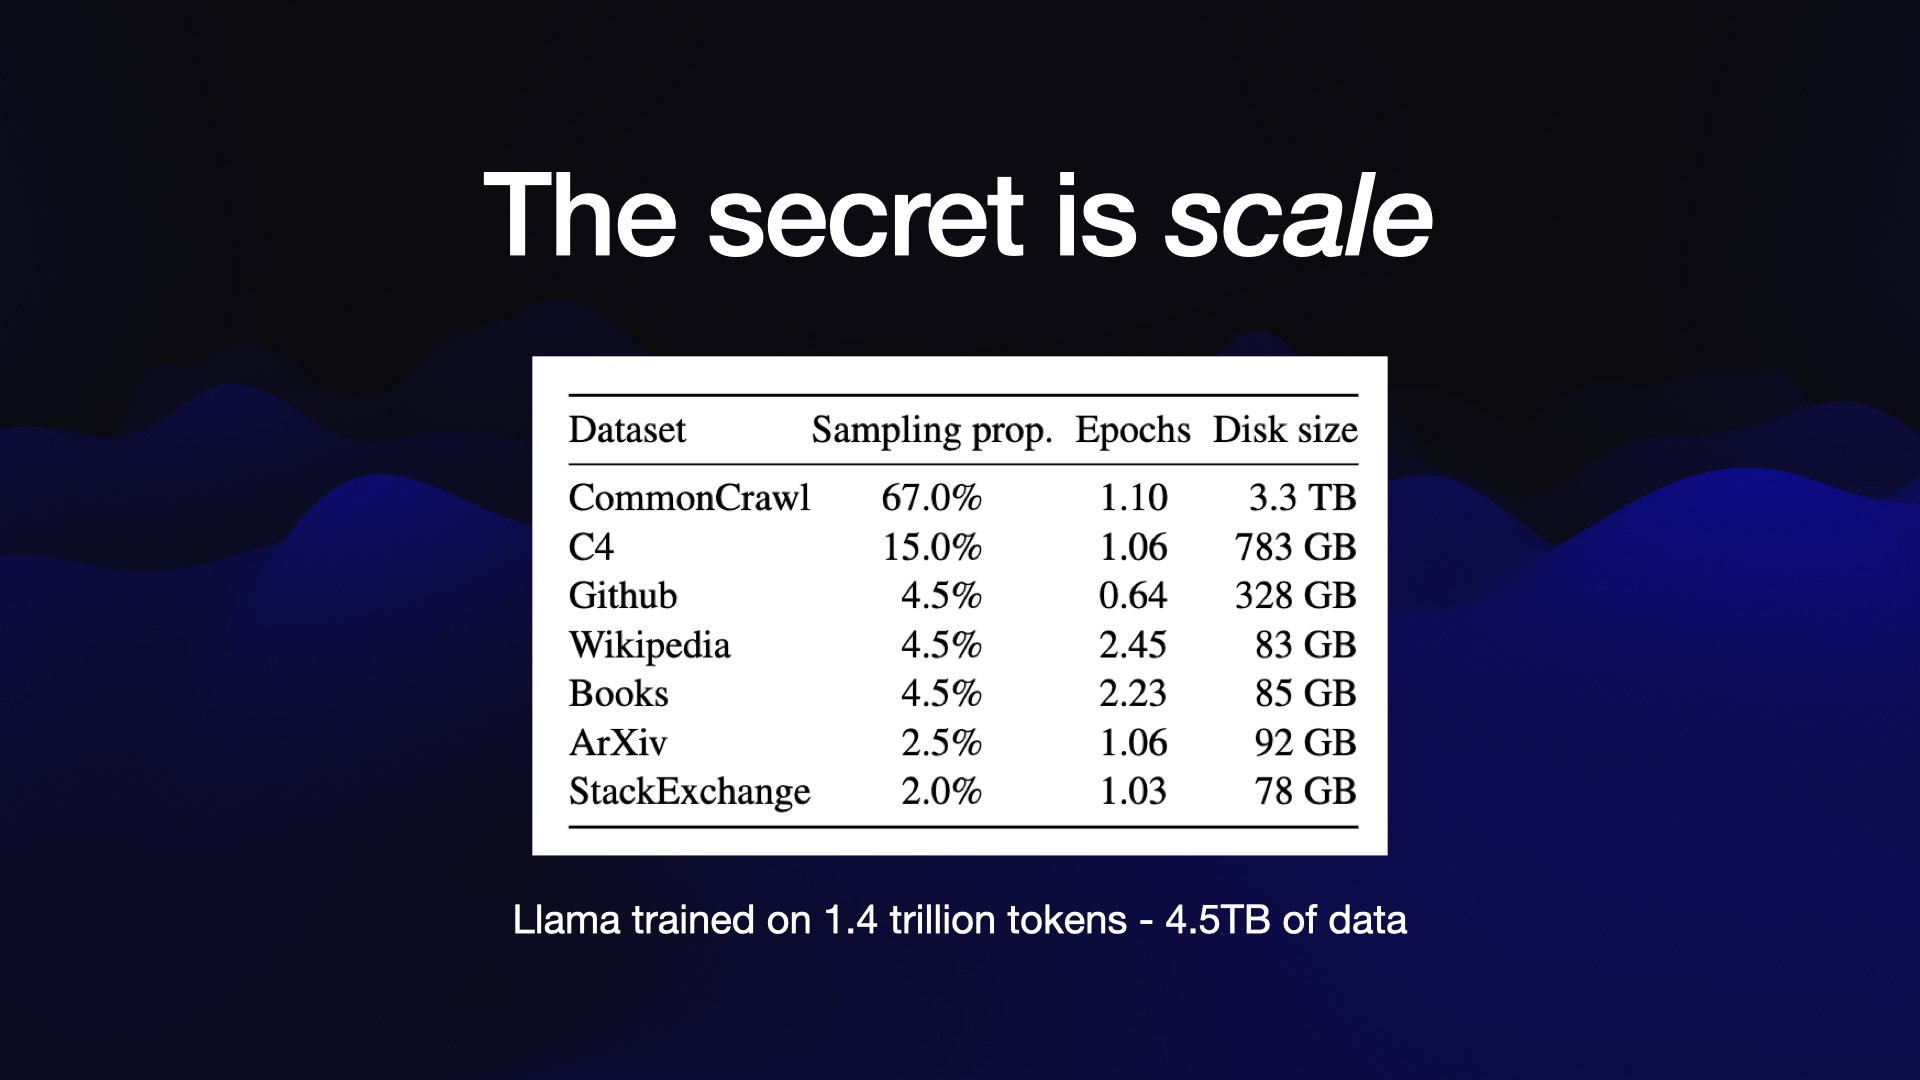 The secret is scale
Dataset Sampling prop. Epochs Disk size
CommonCrawl 67.0% 1.10 3.3 TB
C4 15.0% 1.06 783 GB
Github 4.5% 0.64 328 GB
Wikipedia 4.5% 2.45 83 GB
Books 4.5% 2.23 85 GB
ArXiv 2.5% 1.06 92 GB
StackExchange 2.0% 1.03 78 GB
Llama trained on 1.4 trillion tokens - 4.5TB of data